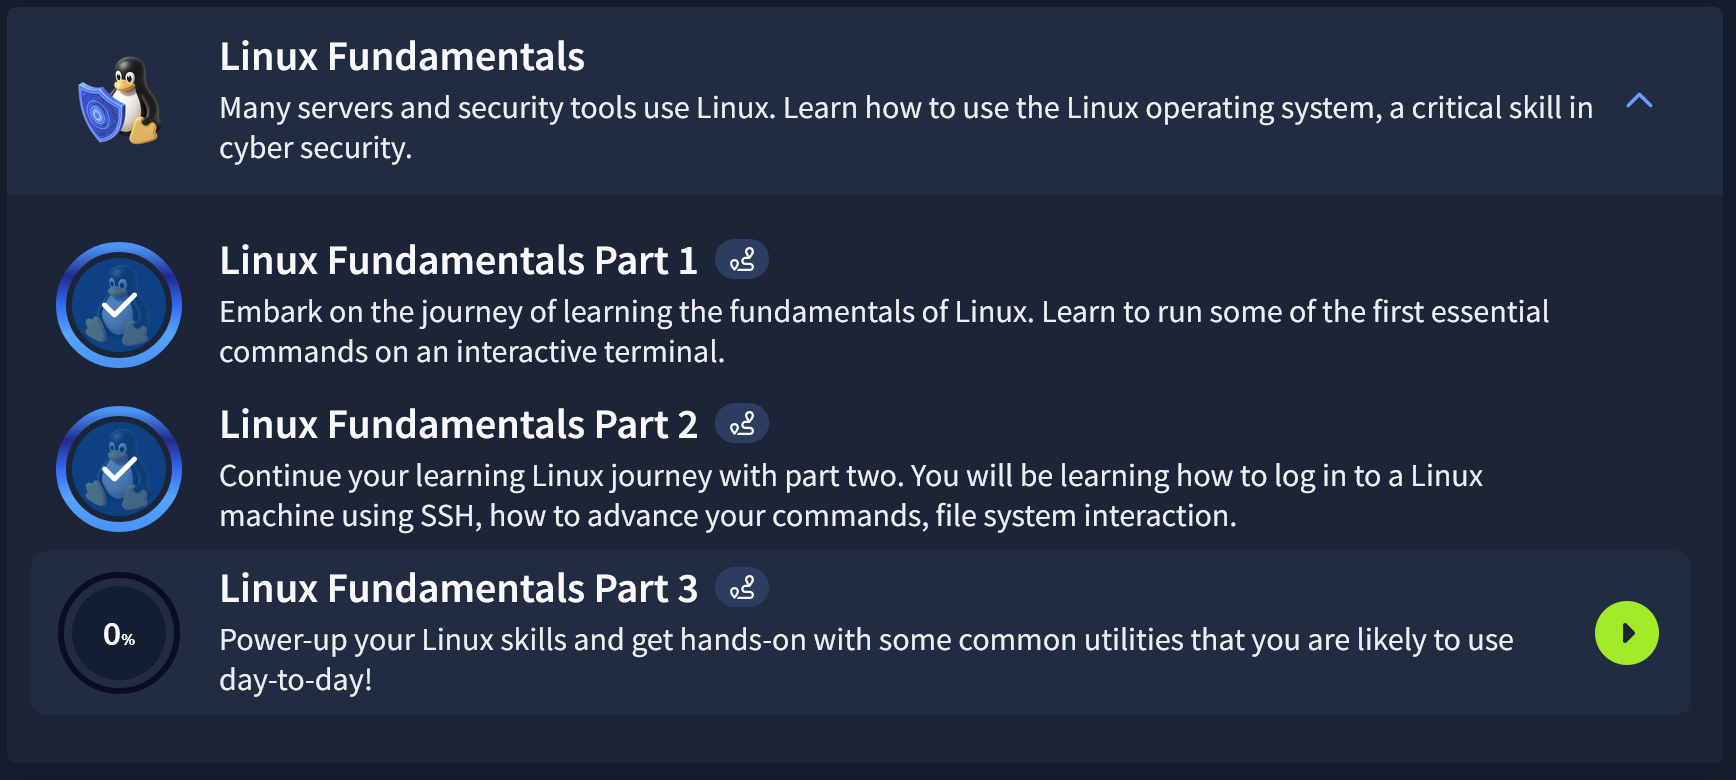 Linux Fundamentals
Many servers and security tools use Linux. Learn how to use the Linux operating system, a critical skill in
cyber security.
Linux Fundamentals Part 1
Embark on the journey of learning the fundamentals of Linux. Learn to run some of the first essential
commands on an interactive terminal.
Linux Fundamentals Part 2
Continue your learning Linux journey with part two. You will be learning how to log in to a Linux
machine using SSH, how to advance your commands, file system interaction.
0%
Linux Fundamentals Part 3
Power-up your Linux skills and get hands-on with some common utilities that you are likely to use
day-to-day!